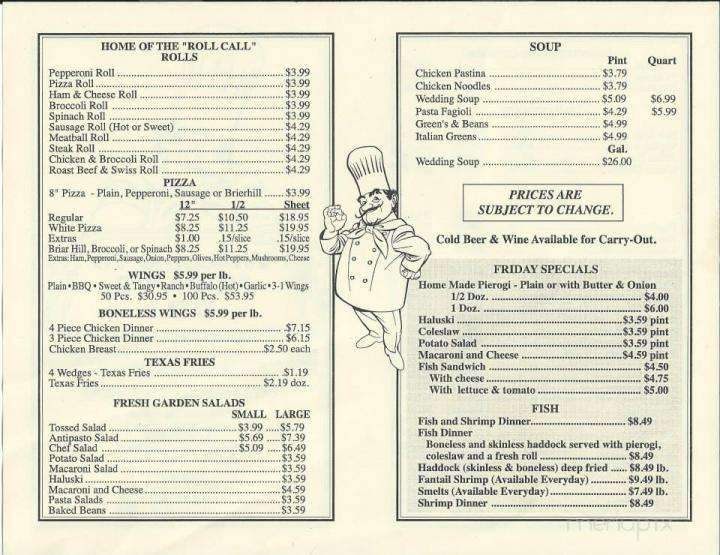 HOME OF THE "ROLL CALL"
ROLLS
Pepperoni Roll $3.99
Pizza Roll $3.99
Ham & Cheese Roll $3.99
Broccoli Roll $3.99
Spinach Roll $3.99
Sausage Roll (Hot or Sweet) $4.29
Meatball Roll $4.29
Steak Roll $4.29
Chicken & Broccoli Roll $4.29
Roast Beef & Swiss Roll $4.29
PIZZA
8" Pizza - Plain, Pepperoni, Sausage or Brierhill $3.99
12" 1/2 Sheet
Regular $7.25 $10.50 $18.95
White Pizza $8.25 $11.25 $19.95
Extras $1.00 .15/slice .15/slice
Briar Hill, Broccoli, or Spinach $8.25 $11.25 $19.95
Extras: Ham, Pepperoni, Sausage, Onion, Peppers, Olives, Hot Peppers, Mushrooms, Cheese
WINGS $5.99 per lb.
Plain • BBQ • Sweet & Tangy • Ranch • Buffalo (Hot) • Garlic • 3-1 Wings
50 Pcs. $30.95 • 100 Pcs. $53.95
BONELESS WINGS $5.99 per lb.
4 Piece Chicken Dinner $7.15
3 Piece Chicken Dinner $6.15
Chicken Breast $2.50 each
TEXAS FRIES
4 Wedges - Texas Fries $1.19
Texas Fries $2.19 doz.
FRESH GARDEN SALADS
SMALL LARGE
Tossed Salad $3.99 $5.79
Antipasto Salad $5.69 $7.39
Chef Salad $5.09 $6.49
Potato Salad $3.59
Macaroni Salad $3.59
Haluski $3.59
Macaroni and Cheese $4.59
Pasta Salads $3.59
Baked Beans $3.59
SOUP
Pint Quart
Chicken Pastina $3.79
Chicken Noodles $3.79
Wedding Soup $5.09 $6.99
Pasta Fagioli $4.29 $5.99
Green's & Beans $4.99
Italian Greens $4.99
Gal.
Wedding Soup $26.00
PRICES ARE
SUBJECT TO CHANGE.
Cold Beer & Wine Available for Carry-Out.
FRIDAY SPECIALS
Home Made Pierogi - Plain or with Butter & Onion
1/2 Doz. $4.00
1 Doz. $6.00
Haluski $3.59 pint
Coleslaw $3.59 pint
Potato Salad $3.59 pint
Macaroni and Cheese $4.59 pint
Fish Sandwich $4.50
With cheese $4.75
With lettuce & tomato $5.00
FISH
Fish and Shrimp Dinner $8.49
Fish Dinner
Boneless and skinless haddock served with pierogi,
coleslaw and a fresh roll $8.49
Haddock (skinless & boneless) deep fried $8.49 lb.
Fantail Shrimp (Available Everyday) $9.49 lb.
Smelts (Available Everyday) $7.49 lb.
Shrimp Dinner $8.49
menupix